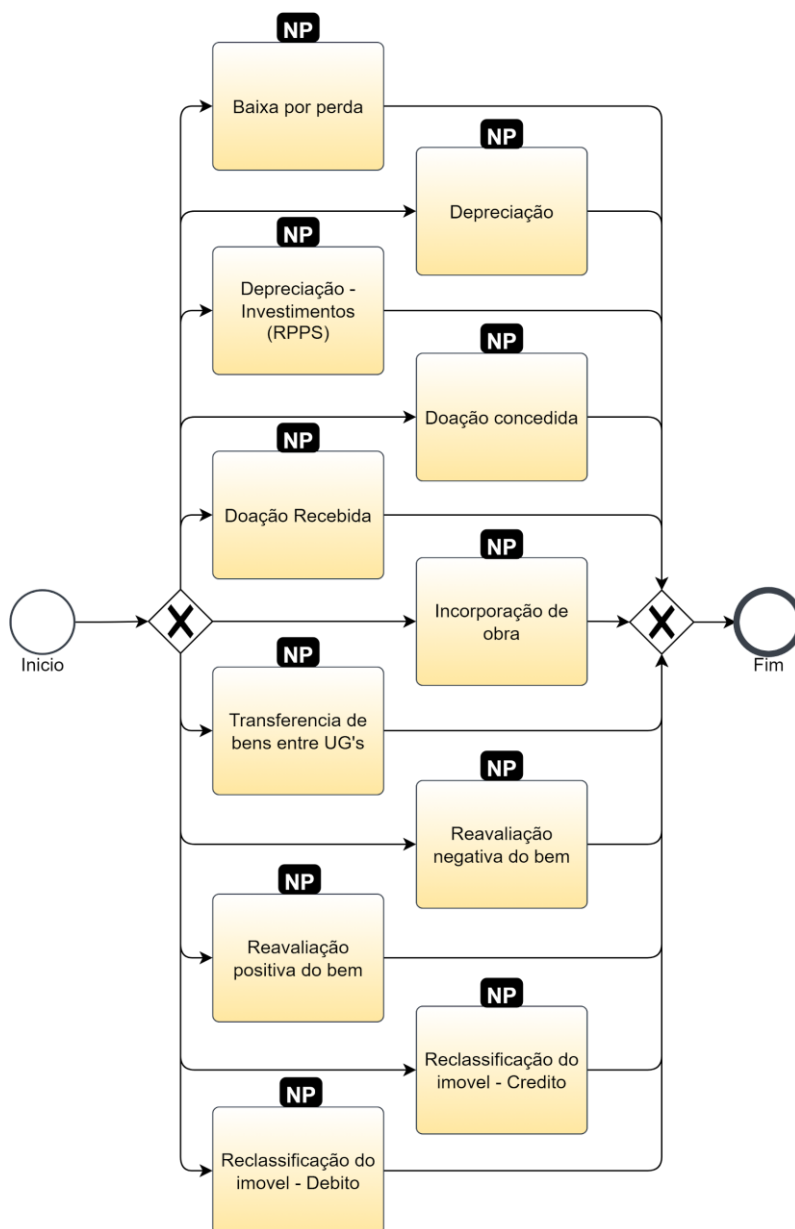 NP
Baixa por perda
NP
Depreciação
NP
Depreciação -
Investimentos
(RPPS)
NP
Doação concedida
NP
Doação Recebida
NP
Incorporação de
obra
Inicio
Fim
NP
Transferencia de
bens entre UG's
NP
Reavaliação
negativa do bem
NP
Reavaliação
positiva do bem
NP
Reclassificação do
imovel - Credito
NP
Reclassificação do
imovel - Debito